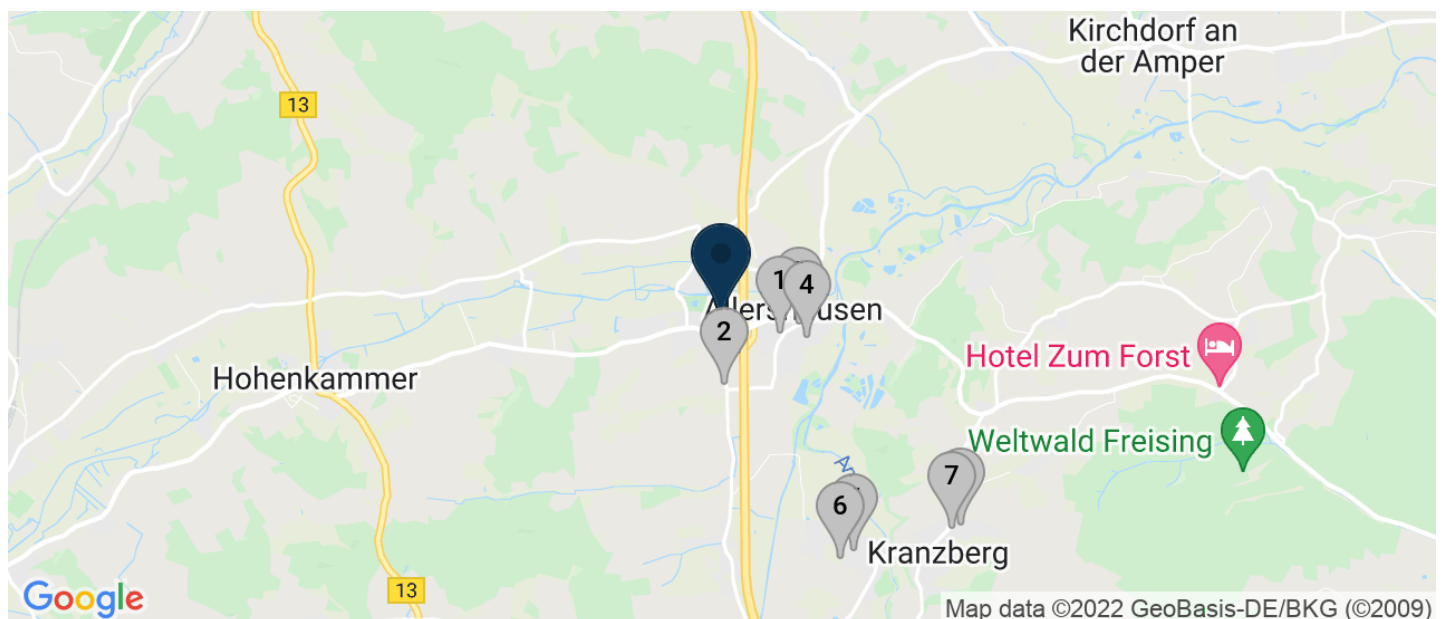 Kirchdorf an
der Amper
13
1
4
Allershausen
2
Hotel Zum Forst
Hohenkammer
Weltwald Freising
7
6
Kranzberg
13
Google
Map data ©2022 GeoBasis-DE/BKG (©2009)